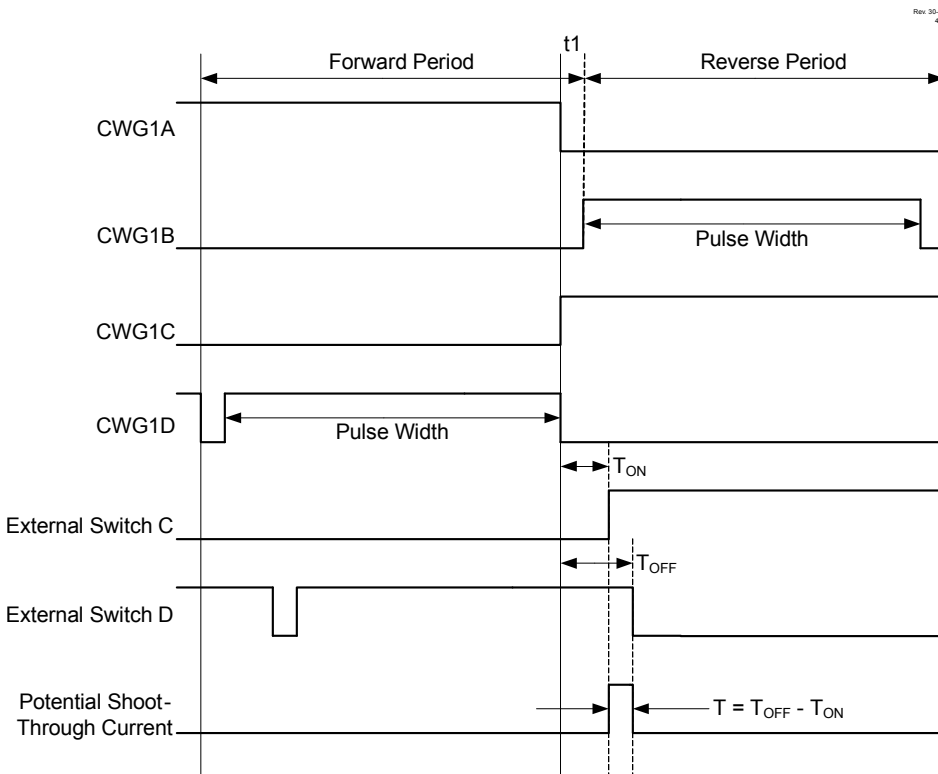 Rev. 30-
4
t1
Forward Period
Reverse Period
CWG1A
CWG1B
Pulse Width
CWG1C
CWG1D
Pulse Width
TON
External Switch C
TOFF
External Switch D
Potential Shoot-
Through Current
T = TOFF - TON